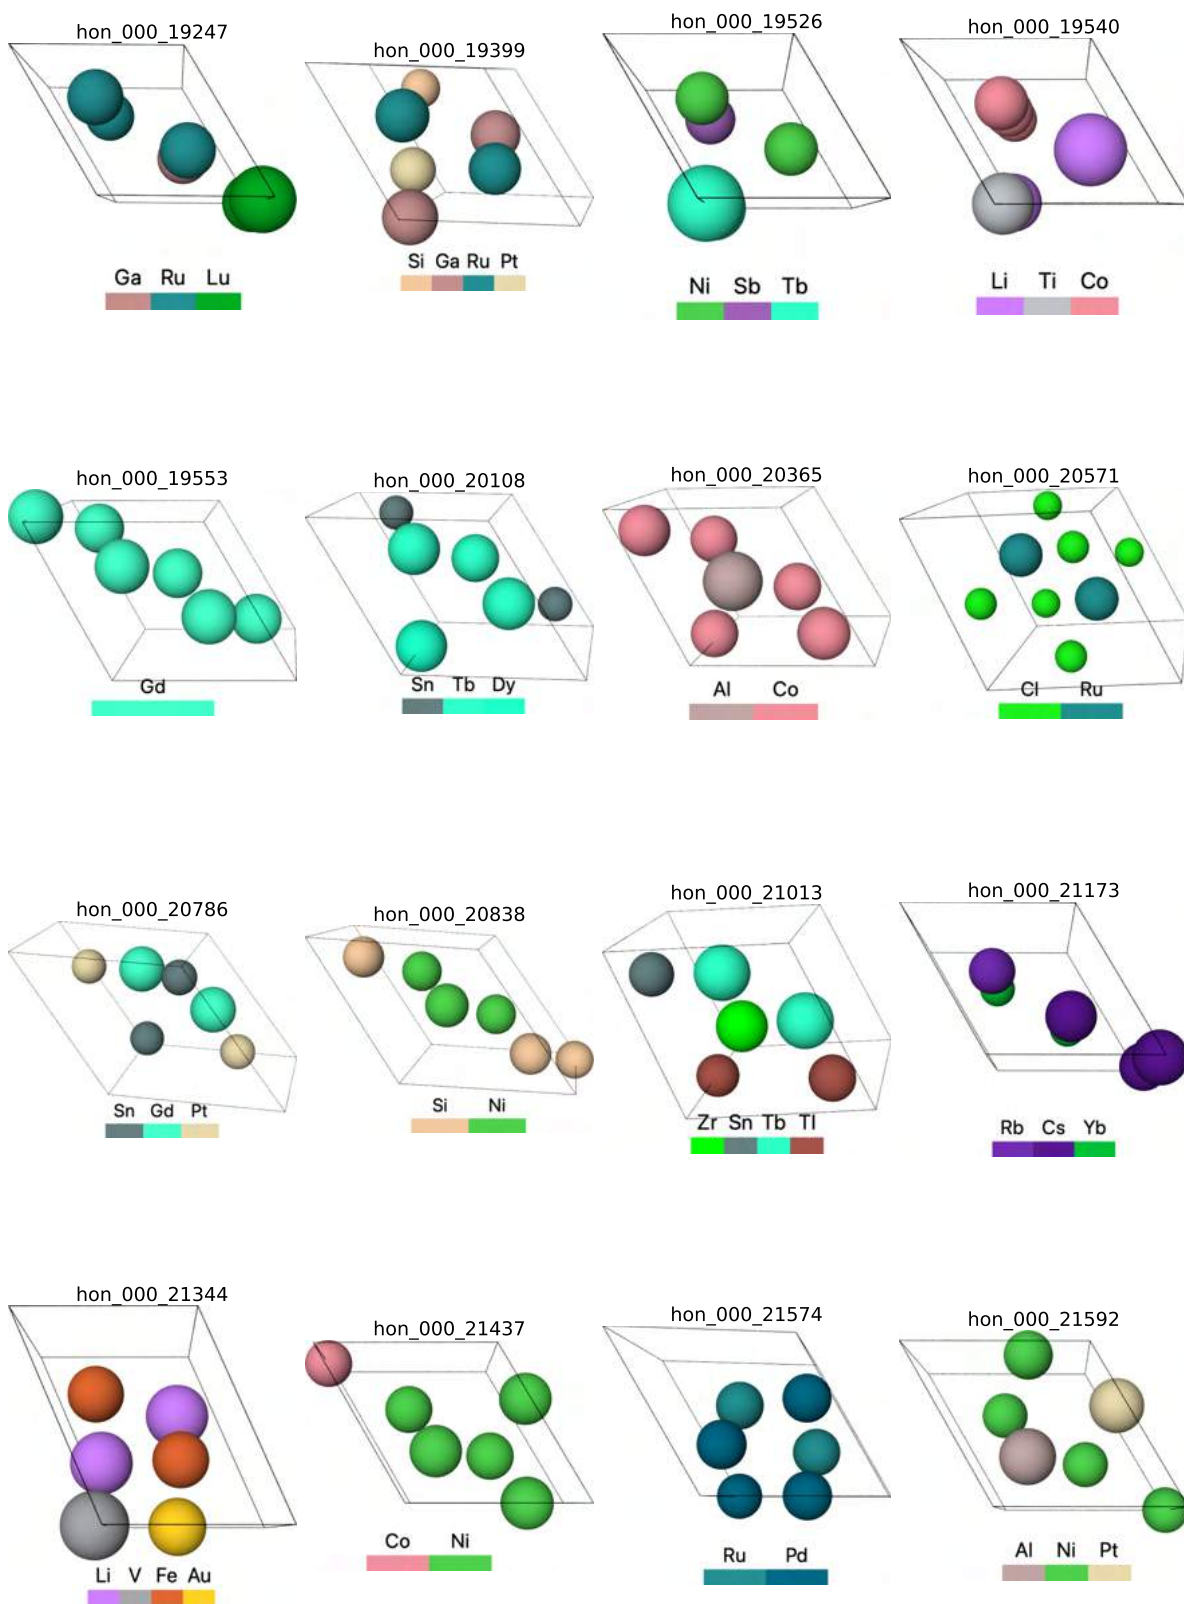 hon_000_19247
hon_000_19399
hon_000_19526
hon_000_19540
Ga Ru Lu
Si Ga Ru Pt
Ni Sb Tb
Li Ti Co
hon_000_19553
hon_000_20108
hon_000_20365
hon_000_20571
Gd
Sn Tb Dy
Al Co
Cl Ru
hon_000_20786
hon_000_20838
hon_000_21013
hon_000_21173
Sn Gd Pt
Si Ni
Zr Sn Tb Tl
Rb Cs Yb
hon_000_21344
hon_000_21437
hon_000_21574
hon_000_21592
Li V Fe Au
Co Ni
Ru Pd
Al Ni Pt